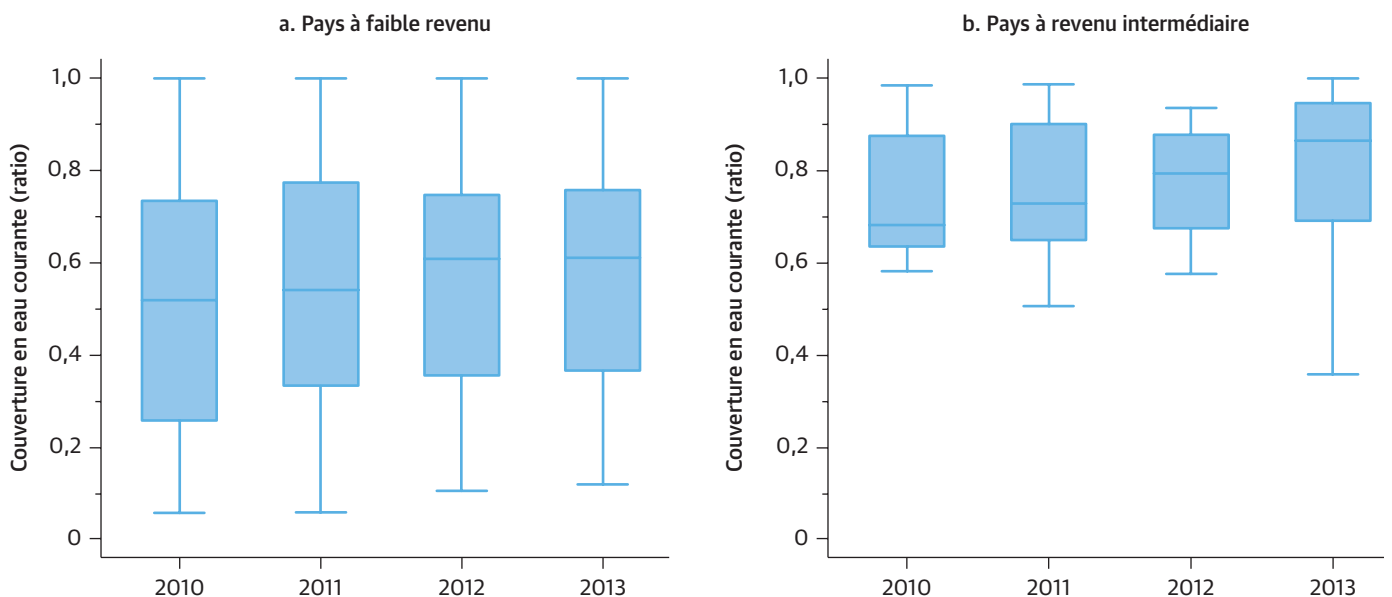 a. Pays à faible revenu
Couverture en eau courante (ratio)
1,0
0,8
0,6
0,4
0,2
0
2010 2011 2012 2013
b. Pays à revenu intermédiaire
Couverture en eau courante (ratio)
1,0
0,8
0,6
0,4
0,2
0
2010 2011 2012 2013